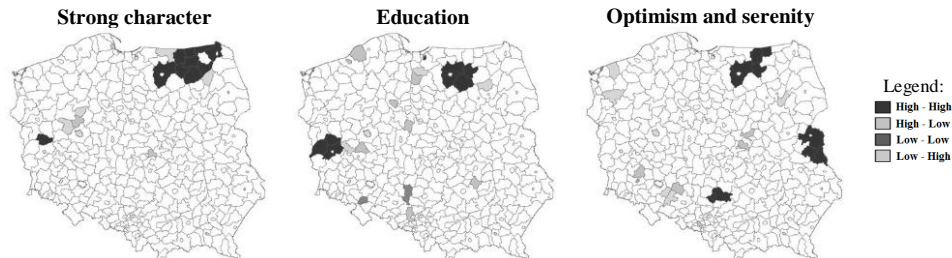 Strong character
Education
Optimism and serenity
Legend:
High - High
High - Low
Low - Low
Low - High